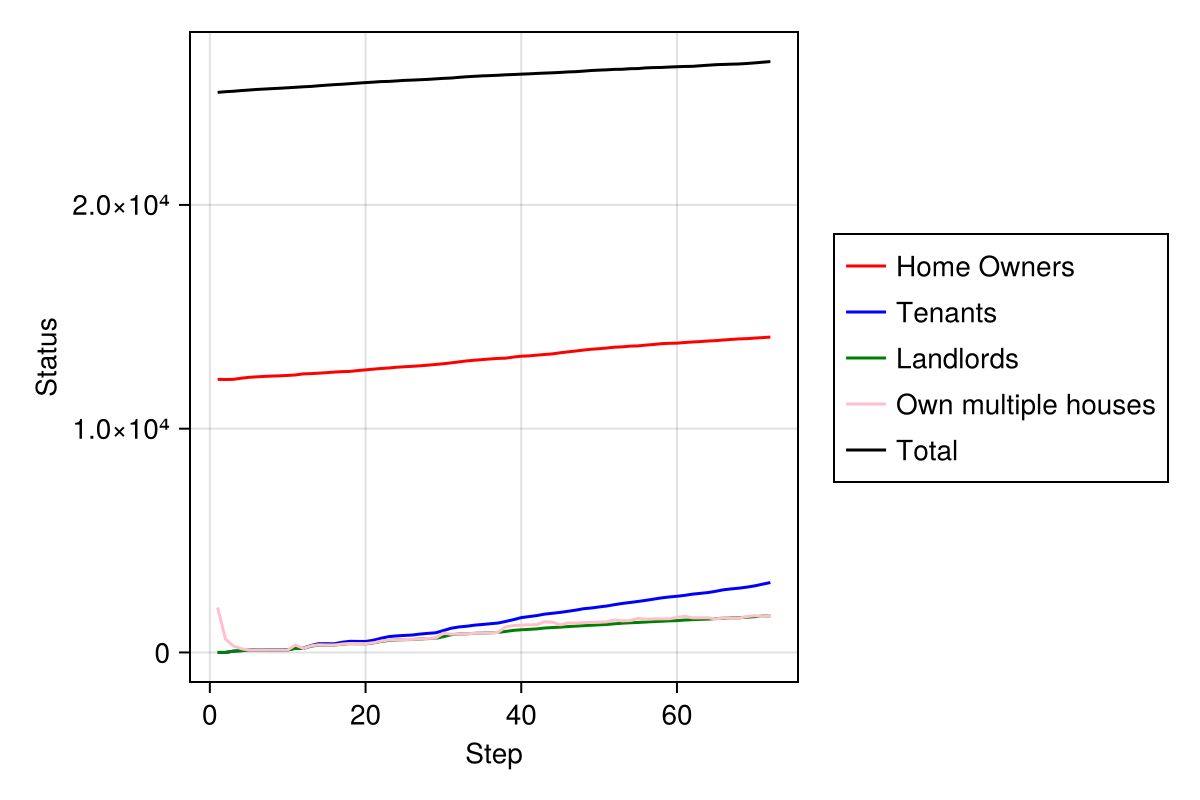 2.0×10⁴
1.0×10⁴
0
Status
0
20
40
60
Step
Home Owners
Tenants
Landlords
Own multiple houses
Total